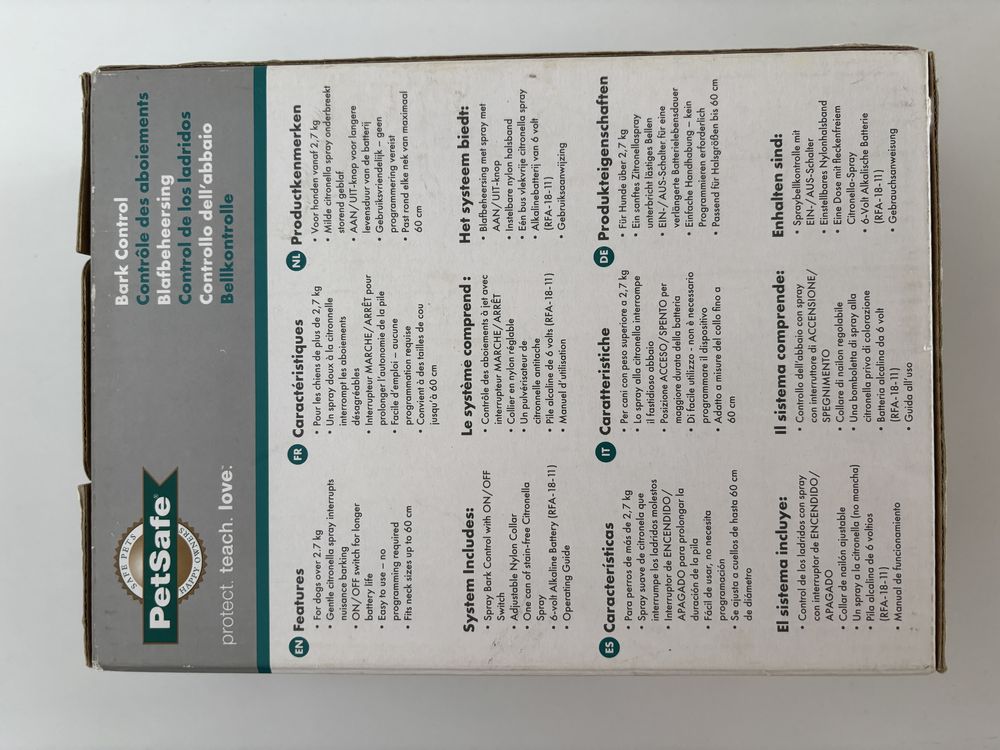 SAFE PETS
PetSafe®
HAPPY OWNERS
protect. teach. love.™
Bark Control
Contrôle des aboiements
Blafbeheersing
Control de los ladridos
Controllo dell'abbaio
Bellkontrolle
EN Features
• For dogs over 2.7 kg
• Gentle citronella spray interrupts
nuisance barking
• ON/OFF switch for longer
battery life
• Easy to use – no
programming required
• Fits neck sizes up to 60 cm
System Includes:
• Spray Bark Control with ON/OFF
Switch
• Adjustable Nylon Collar
• One can of stain-free Citronella
Spray
• 6-volt Alkaline Battery (RFA-18-11)
• Operating Guide
FR Caractéristiques
• Pour les chiens de plus de 2,7 kg
• Un spray doux à la citronnelle
interrompt les aboiements
désagréables
• Interrupteur MARCHE/ARRÊT pour
prolonger l'autonomie de la pile
• Facile d'emploi – aucune
programmation requise
• Convient à des tailles de cou
jusqu'à 60 cm
Le système comprend :
• Contrôle des aboiements à jet avec
interrupteur MARCHE/ARRÊT
• Collier en nylon réglable
• Un pulvérisateur de
citronnelle antitache
• Pile alcaline de 6 volts (RFA-18-11)
• Manuel d'utilisation
NL Productkenmerken
• Voor honden vanaf 2,7 kg
• Milde citronella spray onderbreekt
storend geblaf
• AAN/UIT-knop voor langere
levensduur van de batterij
• Gebruiksvriendelijk – geen
programmering vereist
• Past rond elke nek van maximaal
60 cm
Het systeem biedt:
• Blafbeheersing met spray met
AAN/UIT-knop
• Instelbare nylon halsband
• Eén bus vlekvrije citronella spray
• Alkalinebatterij van 6 volt
(RFA-18-11)
• Gebruiksaanwijzing
ES Características
• Para perros de más de 2,7 kg
• Spray suave de citronela que
interrumpe los ladridos molestos
• Interruptor de ENCENDIDO/
APAGADO para prolongar la
duración de la pila
• Fácil de usar, no necesita
programación
• Se ajusta a cuellos de hasta 60 cm
de diámetro
El sistema incluye:
• Control de los ladridos con spray
con interruptor de ENCENDIDO/
APAGADO
• Collar de nailón ajustable
• Un spray a la citronella (no mancha)
• Pila alcalina de 6 voltios
(RFA-18-11)
• Manual de funcionamiento
IT Caratteristiche
• Per cani con peso superiore a 2,7 kg
• Lo spray alla citronella interrompe
il fastidioso abbaio
• Posizione ACCESO/SPENTO per
maggiore durata della batteria
• Di facile utilizzo - non è necessario
programmare il dispositivo
• Adatto a misure del collo fino a
60 cm
Il sistema comprende:
• Controllo dell'abbaio con spray
con interruttore di ACCENSIONE/
SPEGNIMENTO
• Collare di nailon regolabile
• Una bomboletta di spray alla
citronella privo di colorazione
• Batteria alcalina da 6 volt
(RFA-18-11)
• Guida all'uso
DE Produkteigenschaften
• Für Hunde über 2,7 kg
• Ein sanftes Zitronellaspray
unterbricht lästiges Bellen
• EIN-/AUS-Schalter für eine
verlängerte Batterielebensdauer
• Einfache Handhabung – kein
Programmieren erforderlich
• Passend für Halsgrößen bis 60 cm
Enhalten sind:
• Spraybellkontrolle mit
EIN-/AUS-Schalter
• Einstellbares Nylonhalsband
• Eine Dose mit fleckenfreiem
Citronella-Spray
• 6-Volt Alkalische Batterie
(RFA-18-11)
• Gebrauchsanweisung